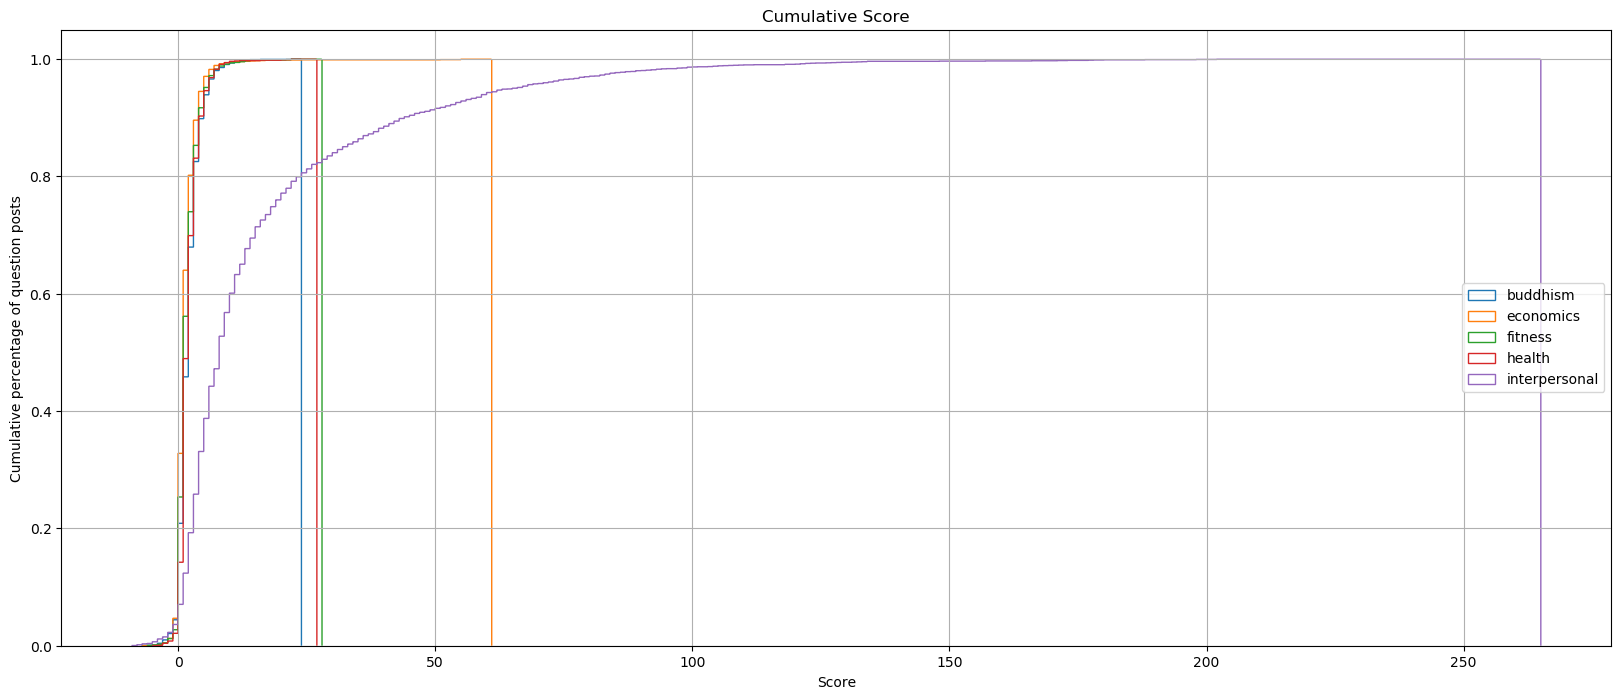 Cumulative Score
Cumulative percentage of question posts
1.0
0.8
0.6
0.4
0.2
0.0
buddhism
economics
fitness
health
interpersonal
0
50
100
150
200
250
Score